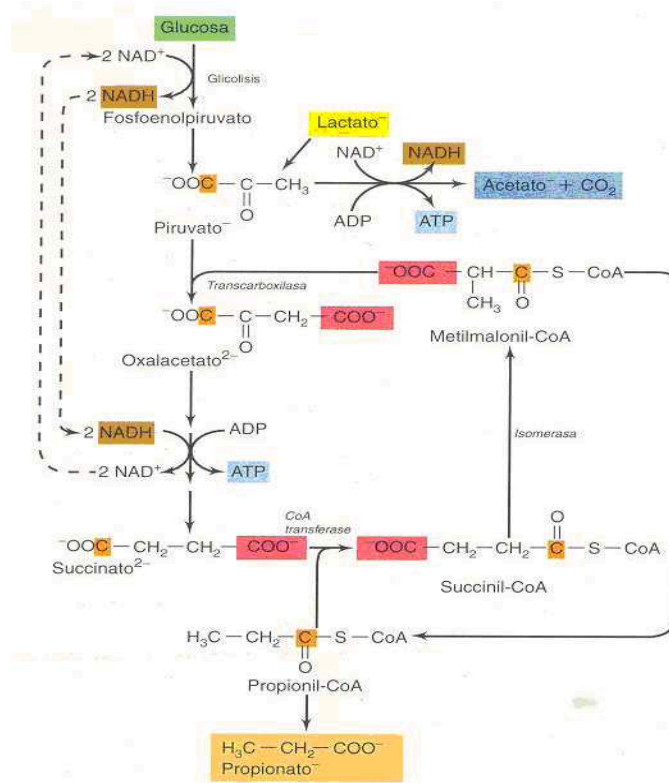 Glucosa
2 NAD⁺
Glicolisis
2 NADH
Fosfoenolpiruvato
Lactato⁻
NAD⁺
NADH
⁻OOC–C–CH₃
O
Acetato⁻ + CO₂
ADP
ATP
Piruvato⁻
⁻OOC–CH–C–S–CoA
CH₃
O
Transcarboxilasa
⁻OOC–C–CH₂–COO⁻
O
Metilmalonil-CoA
Oxalacetato²⁻
2 NADH
ADP
2 NAD⁺
ATP
Isomerasa
CoA
transferase
O
⁻OOC–CH₂–CH₂–COO⁻
⁻OOC–CH₂–CH₂–C–S–CoA
Succinato²⁻
Succinil-CoA
H₃C–CH₂–C–S–CoA
O
Propionil-CoA
H₃C–CH₂–COO⁻
Propionato⁻